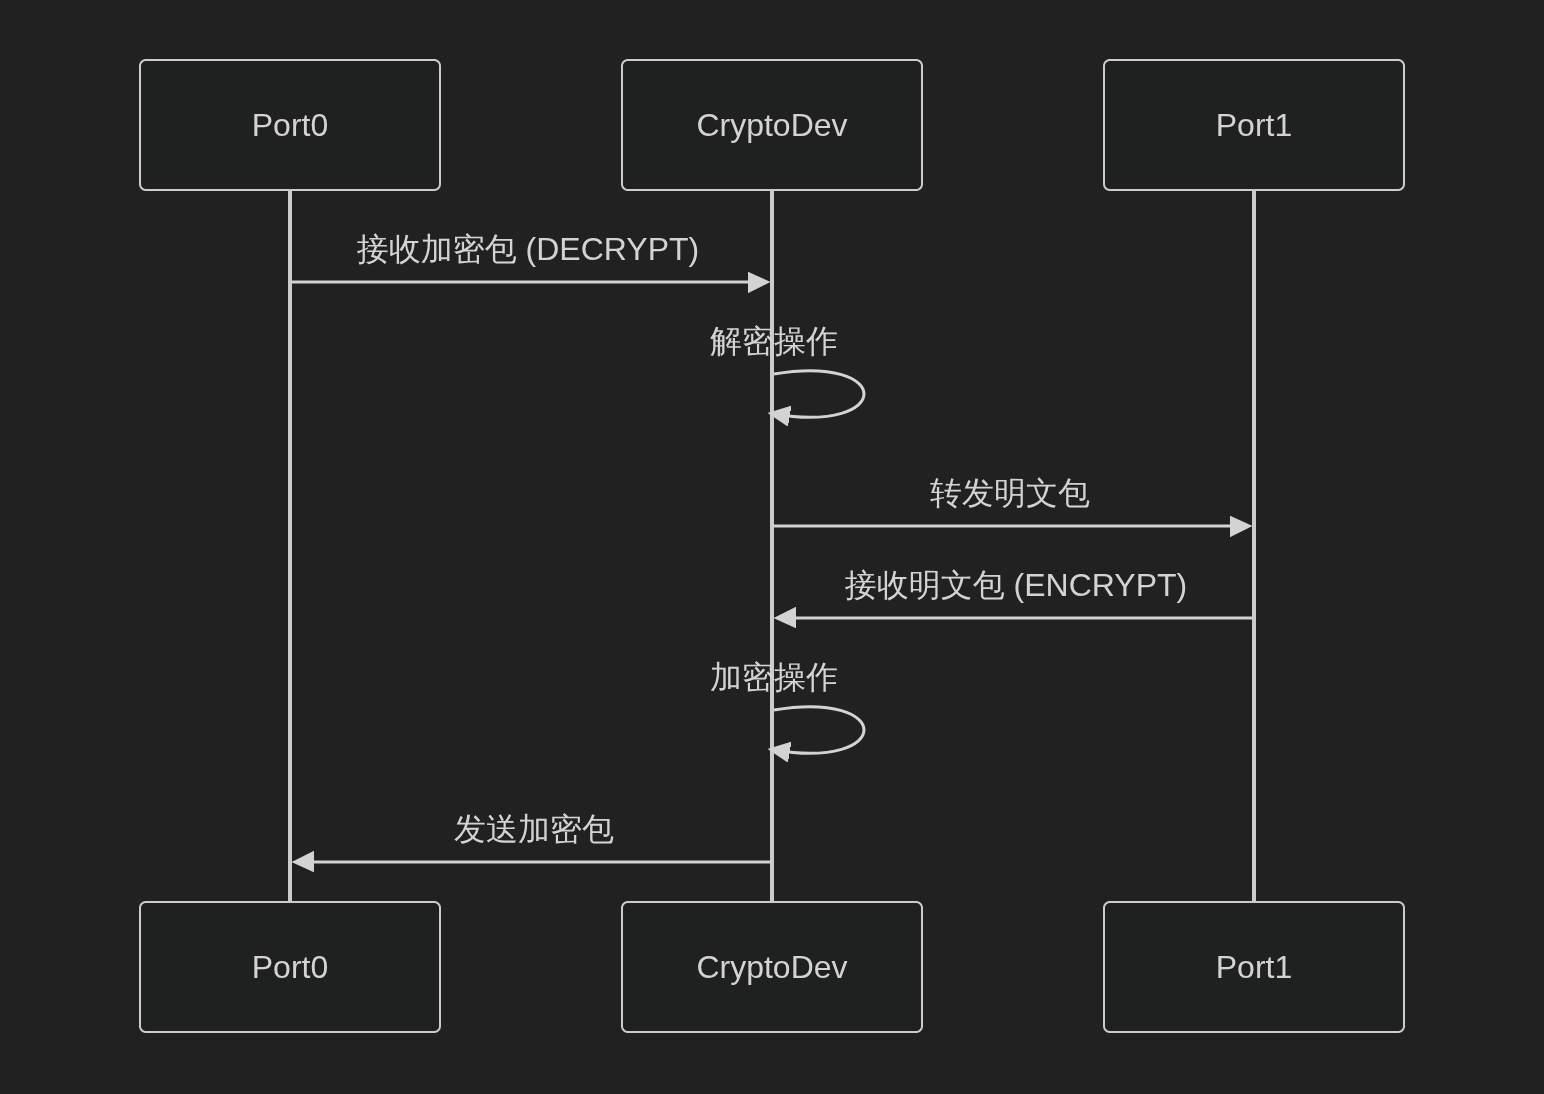 Port0
CryptoDev
Port1
接收加密包 (DECRYPT)
解密操作
转发明文包
接收明文包 (ENCRYPT)
加密操作
发送加密包
Port0
CryptoDev
Port1